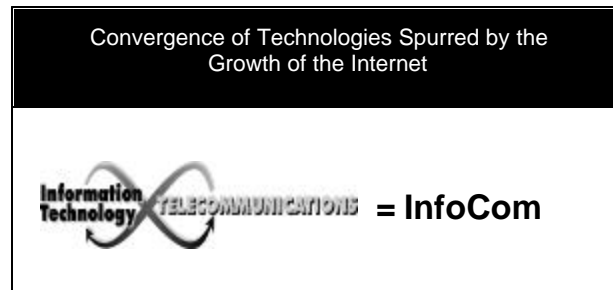 Convergence of Technologies Spurred by the
Growth of the Internet
Information
Technology
TELECOMMUNICATIONS
= InfoCom